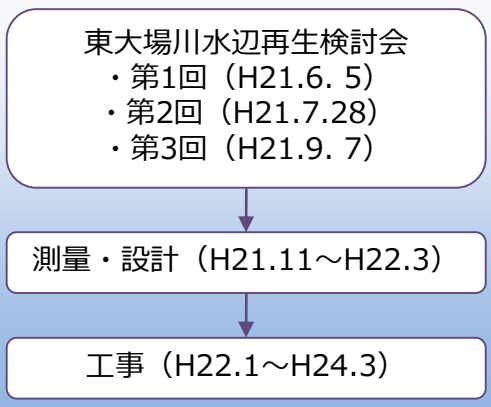 東大場川水辺再生検討会
・第1回（H21.6. 5）
・第2回（H21.7.28）
・第3回（H21.9. 7）
測量・設計（H21.11～H22.3）
工事（H22.1～H24.3）